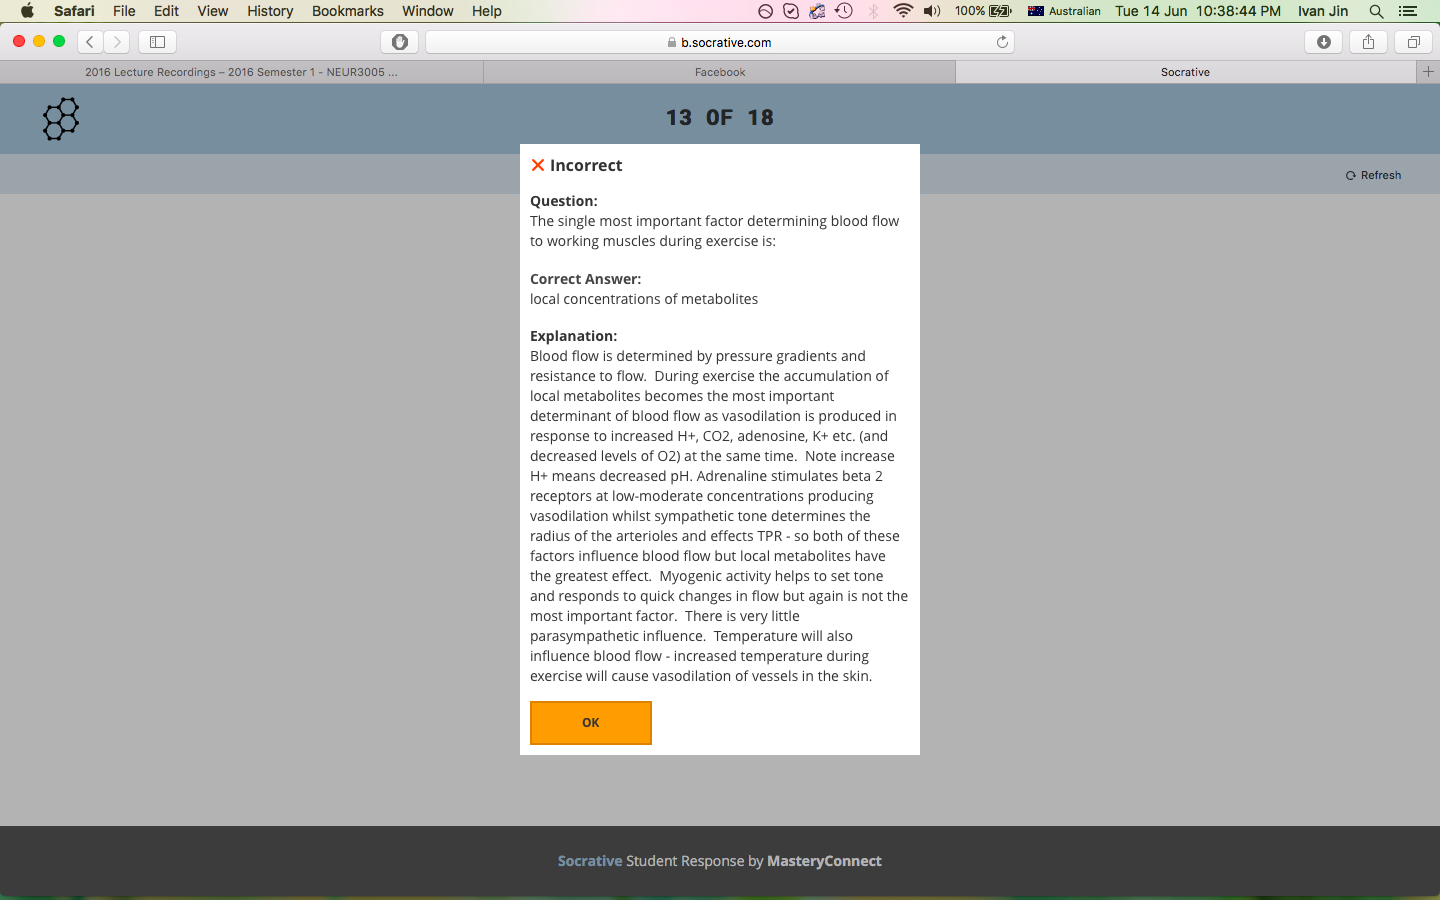 Safari File Edit View History Bookmarks Window Help 100% Australian Tue 14 Jun 10:38:44 PM Ivan Jin
b.socrative.com
2016 Lecture Recordings – 2016 Semester 1 - NEUR3005 ... Facebook Socrative
13 OF 18
Refresh
Incorrect
Question:
The single most important factor determining blood flow
to working muscles during exercise is:
Correct Answer:
local concentrations of metabolites
Explanation:
Blood flow is determined by pressure gradients and
resistance to flow.  During exercise the accumulation of
local metabolites becomes the most important
determinant of blood flow as vasodilation is produced in
response to increased H+, CO2, adenosine, K+ etc. (and
decreased levels of O2) at the same time.  Note increase
H+ means decreased pH. Adrenaline stimulates beta 2
receptors at low-moderate concentrations producing
vasodilation whilst sympathetic tone determines the
radius of the arterioles and effects TPR - so both of these
factors influence blood flow but local metabolites have
the greatest effect.  Myogenic activity helps to set tone
and responds to quick changes in flow but again is not the
most important factor.  There is very little
parasympathetic influence.  Temperature will also
influence blood flow - increased temperature during
exercise will cause vasodilation of vessels in the skin.
OK
Socrative Student Response by MasteryConnect